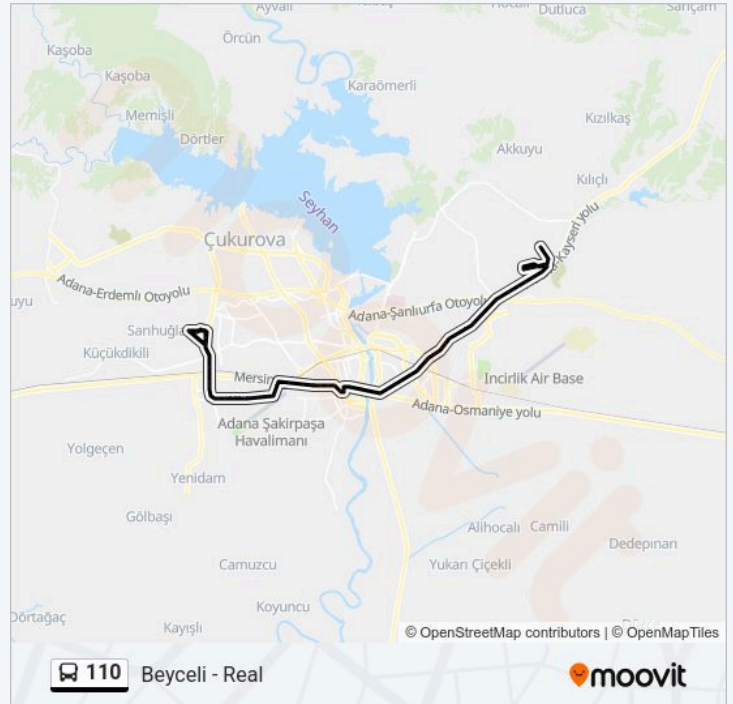 Ayvalı
Hocalı
Dutluca
Sarıçam
Örcün
Kaşoba
Kaşoba
Karaömerli
Memişli
Dörtler
Kızılkaş
Akkuyu
Kılıçlı
Seyhan
Çukurova
-Kayseri yolu
Adana-Erdemli Otoyolu
uyu
Adana-Şanlıurfa Otoyolu
Sarıhuğla
Küçükdikili
Mersin
İncirlik Air Base
Adana-Osmaniye yolu
Adana Şakirpaşa
Havalimanı
Yolgeçen
Yenidam
Gölbaşı
Alihocalı
Camili
Dedepınarı
Camuzcu
Yukarı Çiçekli
Koyuncu
Dörtağaç
Kayışlı
© OpenStreetMap contributors | © OpenMapTiles
110 Beyceli - Real
moovit